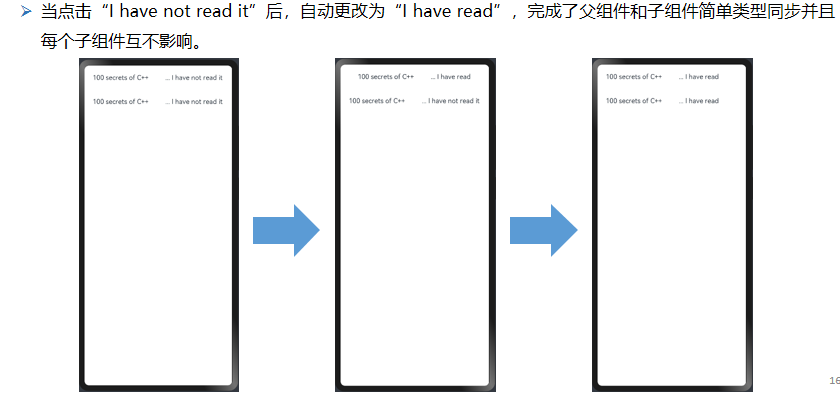 当点击“I have not read it”后，自动更改为“I have read”，完成了父组件和子组件简单类型同步并且
每个子组件互不影响。
100 secrets of C++ ... I have not read it
100 secrets of C++ ... I have not read it
100 secrets of C++ ... I have read
100 secrets of C++ ... I have not read it
100 secrets of C++ ... I have read
100 secrets of C++ ... I have read
16